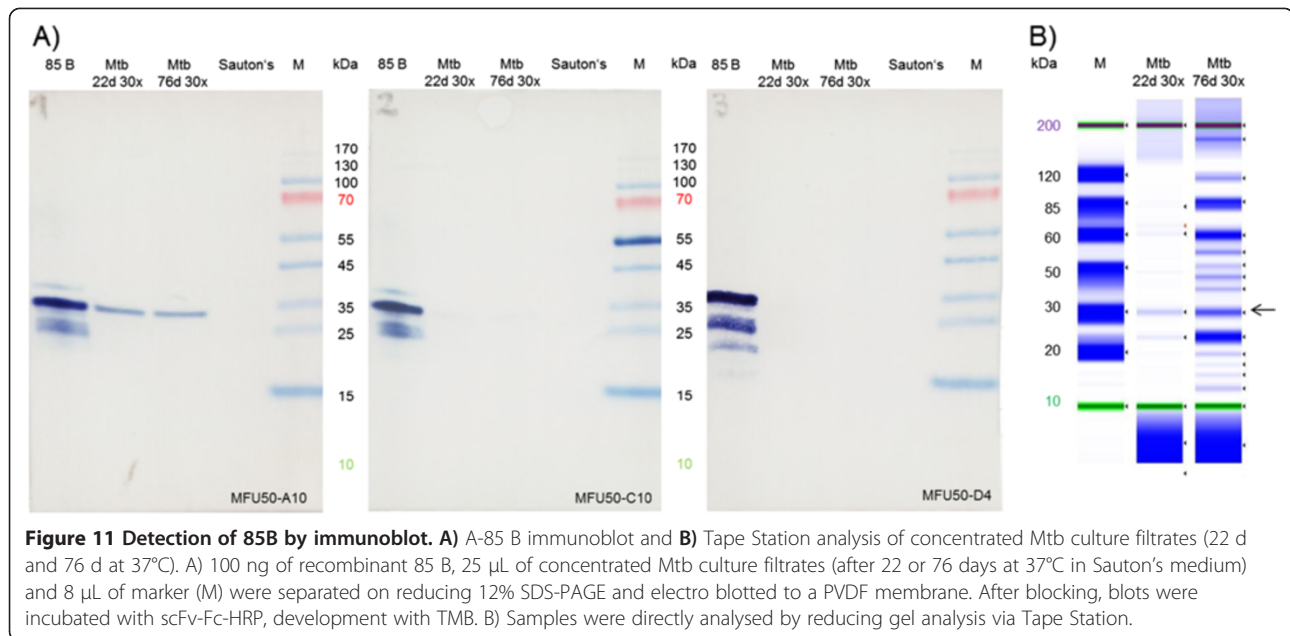 A)
85 B Mtb 22d 30x Mtb 76d 30x Sauton's M kDa 85 B Mtb 22d 30x Mtb 76d 30x Sauton's M kDa 85 B Mtb 22d 30x Mtb 76d 30x Sauton's M
1 2 3
170 170
130 130
100 100
70 70
55 55
45 45
35 35
25 25
15 15
10 10
MFU50-A10 MFU50-C10 MFU50-D4
B)
kDa M Mtb 22d 30x Mtb 76d 30x
200
120
85
60
50
30
20
10
Figure 11 Detection of 85B by immunoblot. A) A-85 B immunoblot and B) Tape Station analysis of concentrated Mtb culture filtrates (22 d
and 76 d at 37°C). A) 100 ng of recombinant 85 B, 25 μL of concentrated Mtb culture filtrates (after 22 or 76 days at 37°C in Sauton's medium)
and 8 μL of marker (M) were separated on reducing 12% SDS-PAGE and electro blotted to a PVDF membrane. After blocking, blots were
incubated with scFv-Fc-HRP, development with TMB. B) Samples were directly analysed by reducing gel analysis via Tape Station.